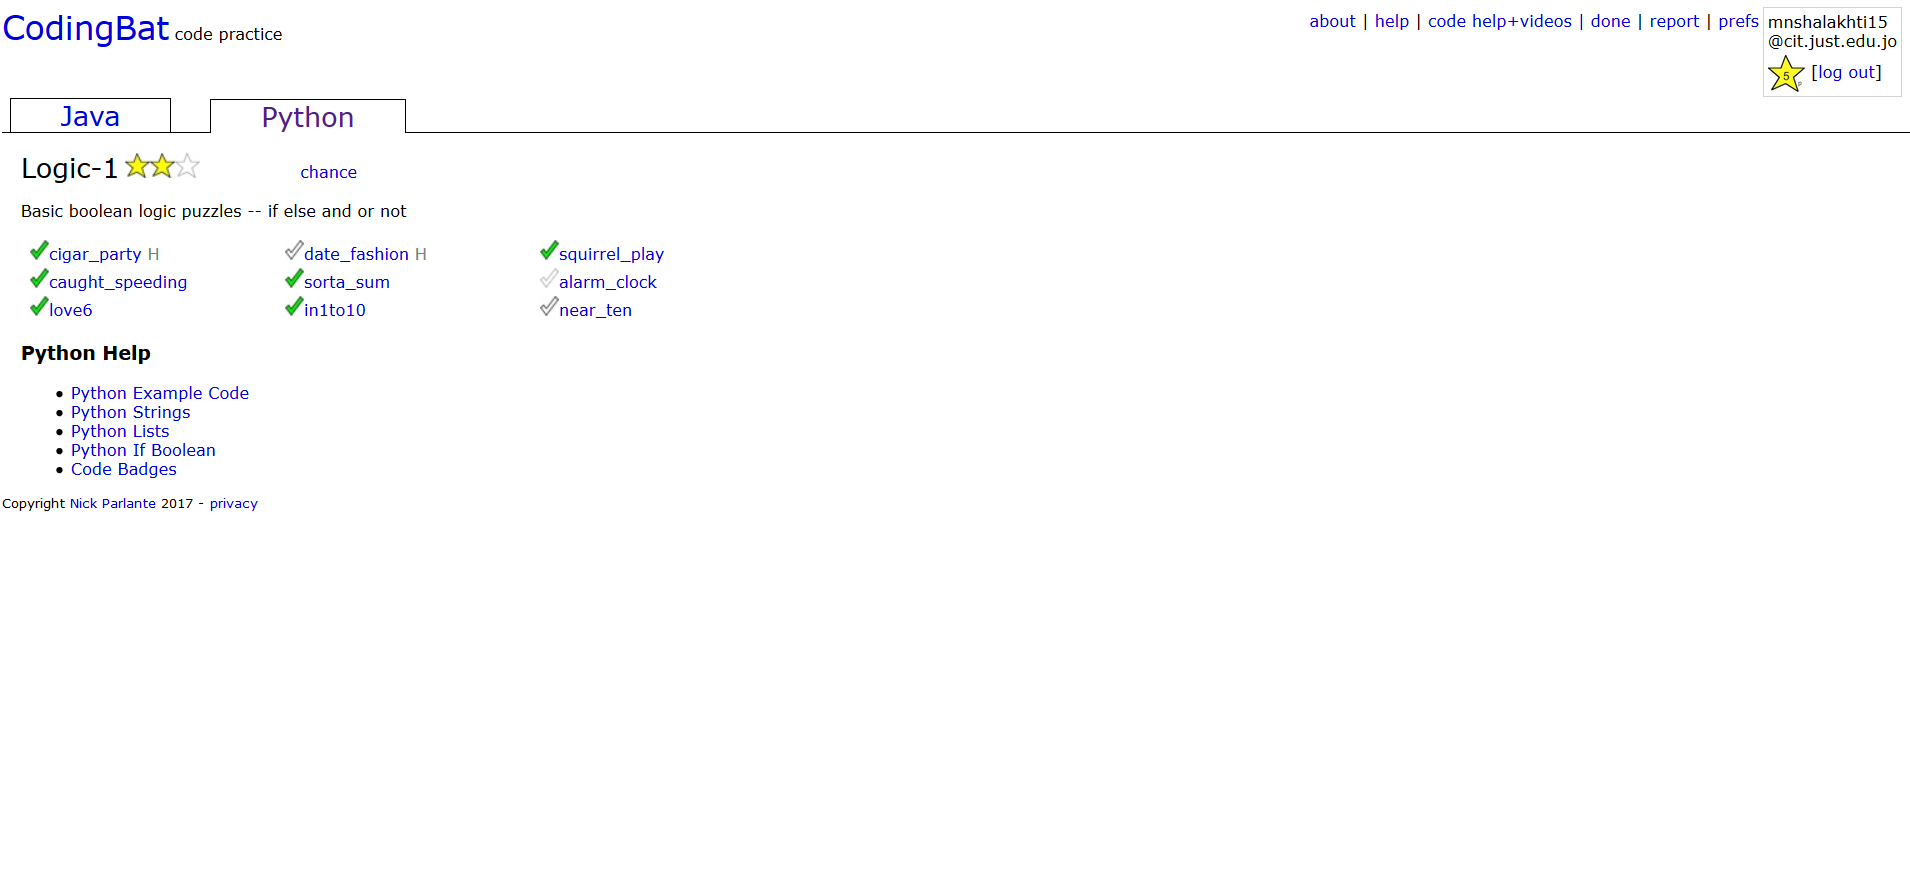 CodingBat code practice
about | help | code help+videos | done | report | prefs
mnshalakhti15
@cit.just.edu.jo
5 [log out]
Java
Python
Logic-1
chance
Basic boolean logic puzzles -- if else and or not
cigar_party H
date_fashion H
squirrel_play
caught_speeding
sorta_sum
alarm_clock
love6
in1to10
near_ten
Python Help
Python Example Code
Python Strings
Python Lists
Python If Boolean
Code Badges
Copyright Nick Parlante 2017 - privacy